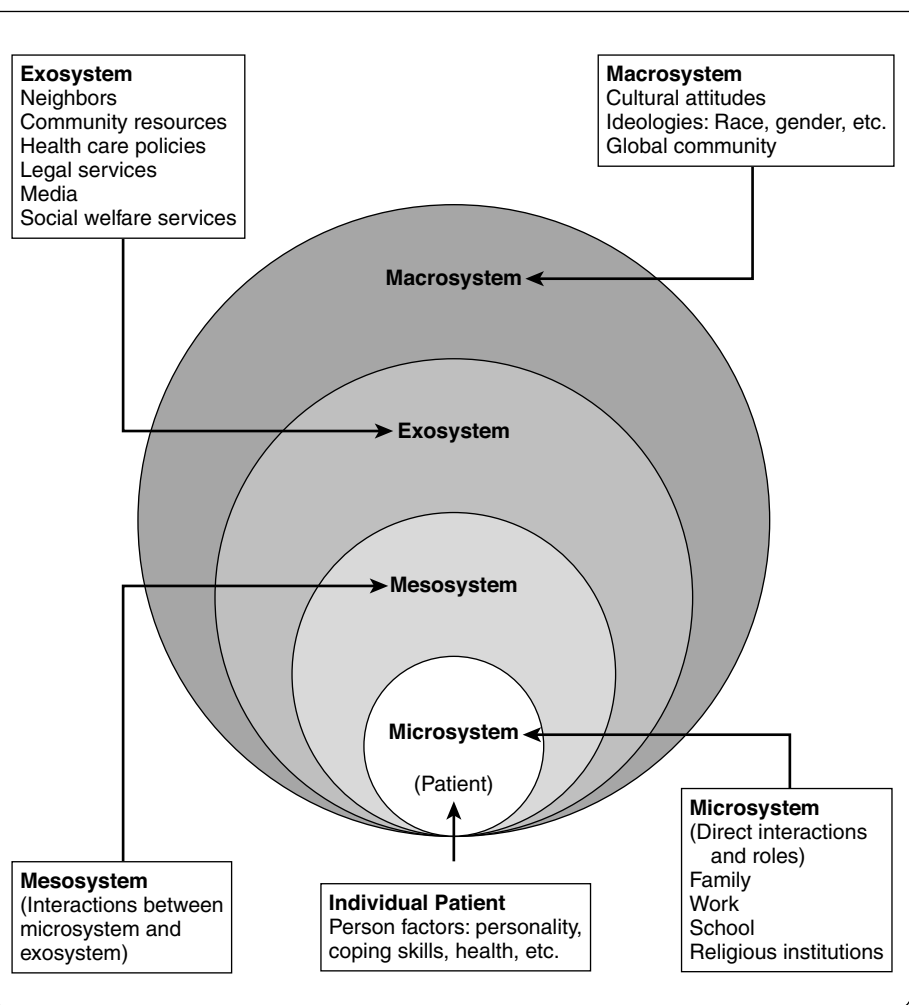 Exosystem
Neighbors
Community resources
Health care policies
Legal services
Media
Social welfare services
Macrosystem
Cultural attitudes
Ideologies: Race, gender, etc.
Global community
Macrosystem
Exosystem
Mesosystem
Microsystem
(Patient)
Mesosystem
(Interactions between
microsystem and
exosystem)
Individual Patient
Person factors: personality,
coping skills, health, etc.
Microsystem
(Direct interactions
and roles)
Family
Work
School
Religious institutions